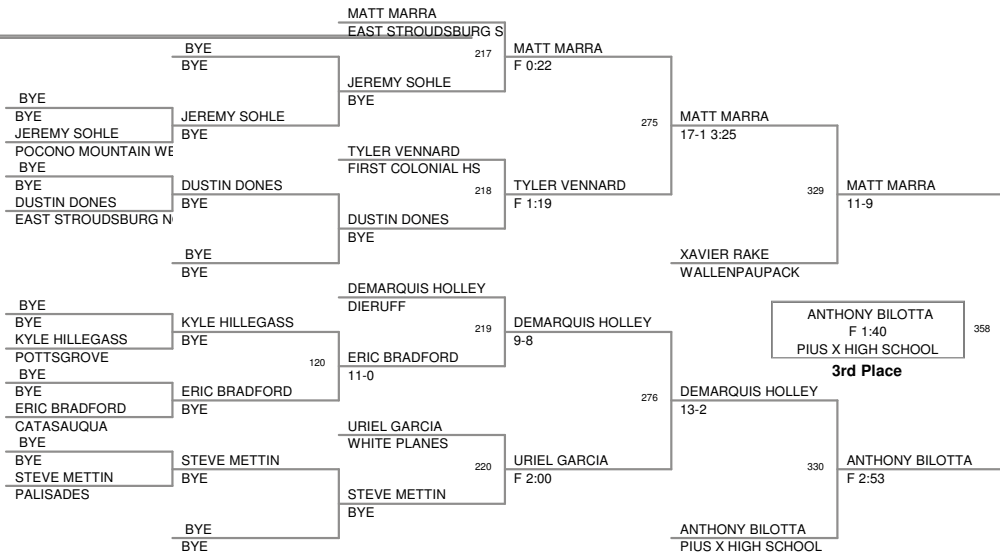 MATT MARRA
EAST STROUDSBURG S
BYE
BYE
217
MATT MARRA
F 0:22
JEREMY SOHLE
BYE
BYE
BYE
JEREMY SOHLE
POCONO MOUNTAIN WE
JEREMY SOHLE
BYE
275
MATT MARRA
17-1 3:25
TYLER VENNARD
FIRST COLONIAL HS
BYE
BYE
DUSTIN DONES
EAST STROUDSBURG N
DUSTIN DONES
BYE
218
TYLER VENNARD
F 1:19
329
MATT MARRA
11-9
DUSTIN DONES
BYE
BYE
BYE
XAVIER RAKE
WALLENPAUPACK
DEMARQUIS HOLLEY
DIERUFF
BYE
BYE
KYLE HILLEGASS
POTTSGROVE
KYLE HILLEGASS
BYE
219
DEMARQUIS HOLLEY
9-8
ANTHONY BILOTTA
F 1:40
PIUS X HIGH SCHOOL
358
3rd Place
120
ERIC BRADFORD
11-0
BYE
BYE
ERIC BRADFORD
CATASAUQUA
ERIC BRADFORD
BYE
276
DEMARQUIS HOLLEY
13-2
URIEL GARCIA
WHITE PLANES
BYE
BYE
STEVE METTIN
PALISADES
STEVE METTIN
BYE
220
URIEL GARCIA
F 2:00
330
ANTHONY BILOTTA
F 2:53
STEVE METTIN
BYE
BYE
BYE
ANTHONY BILOTTA
PIUS X HIGH SCHOOL